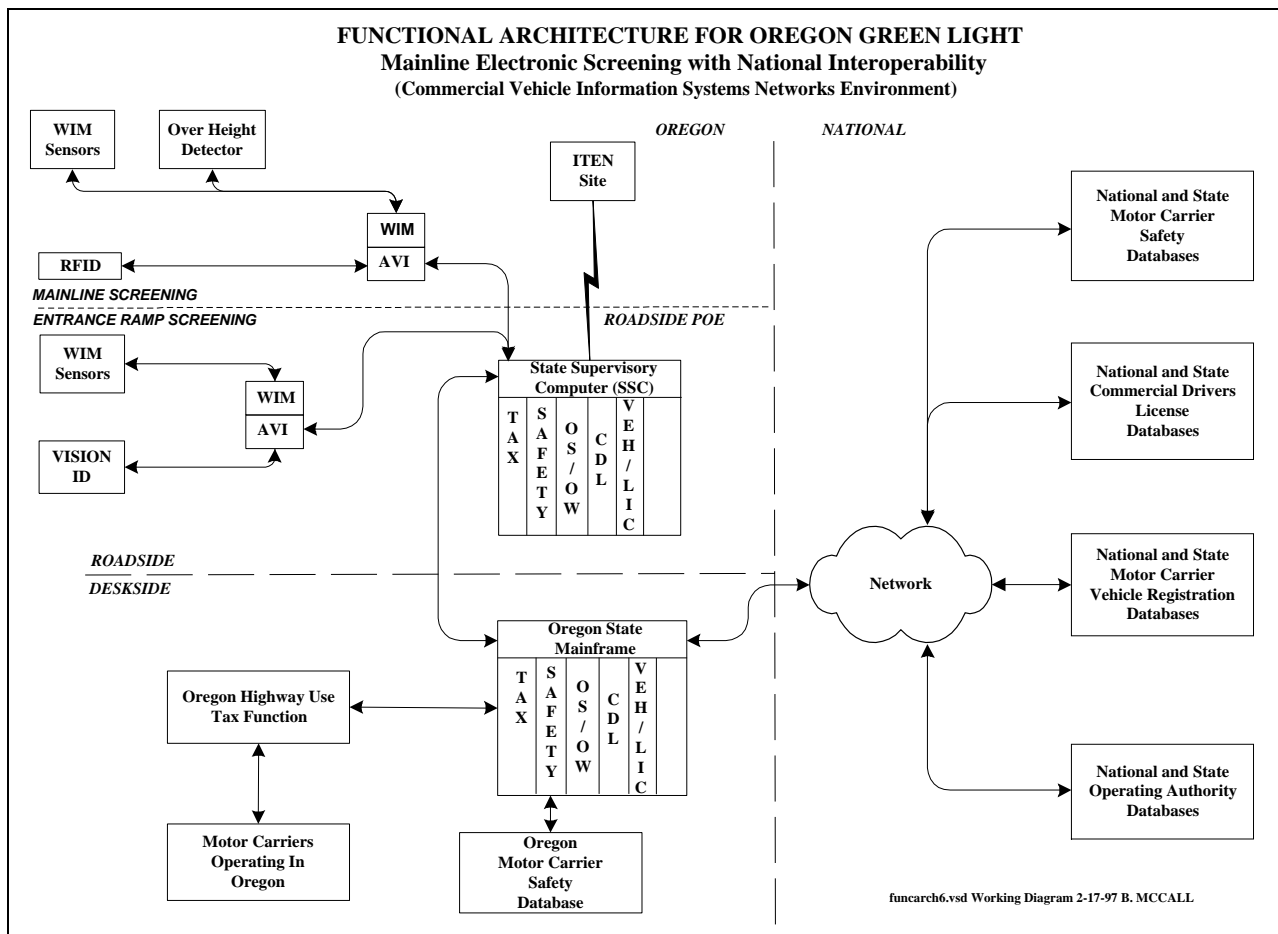 FUNCTIONAL ARCHITECTURE FOR OREGON GREEN LIGHT
Mainline Electronic Screening with National Interoperability
(Commercial Vehicle Information Systems Networks Environment)
OREGON
NATIONAL
WIM
Sensors
Over Height
Detector
ITEN
Site
WIM
AVI
RFID
MAINLINE SCREENING
ENTRANCE RAMP SCREENING
ROADSIDE POE
WIM
Sensors
WIM
AVI
VISION
ID
State Supervisory
Computer (SSC)
TAX
SAFETY
OS/OW
CDL
VEH/LIC
ROADSIDE
DESKSIDE
Oregon State
Mainframe
TAX
SAFETY
OS/OW
CDL
VEH/LIC
Oregon Highway Use
Tax Function
Motor Carriers
Operating In
Oregon
Oregon
Motor Carrier
Safety
Database
Network
National and State
Motor Carrier
Safety
Databases
National and State
Commercial Drivers
License
Databases
National and State
Motor Carrier
Vehicle Registration
Databases
National and State
Operating Authority
Databases
funcarch6.vsd Working Diagram 2-17-97 B. MCCALL